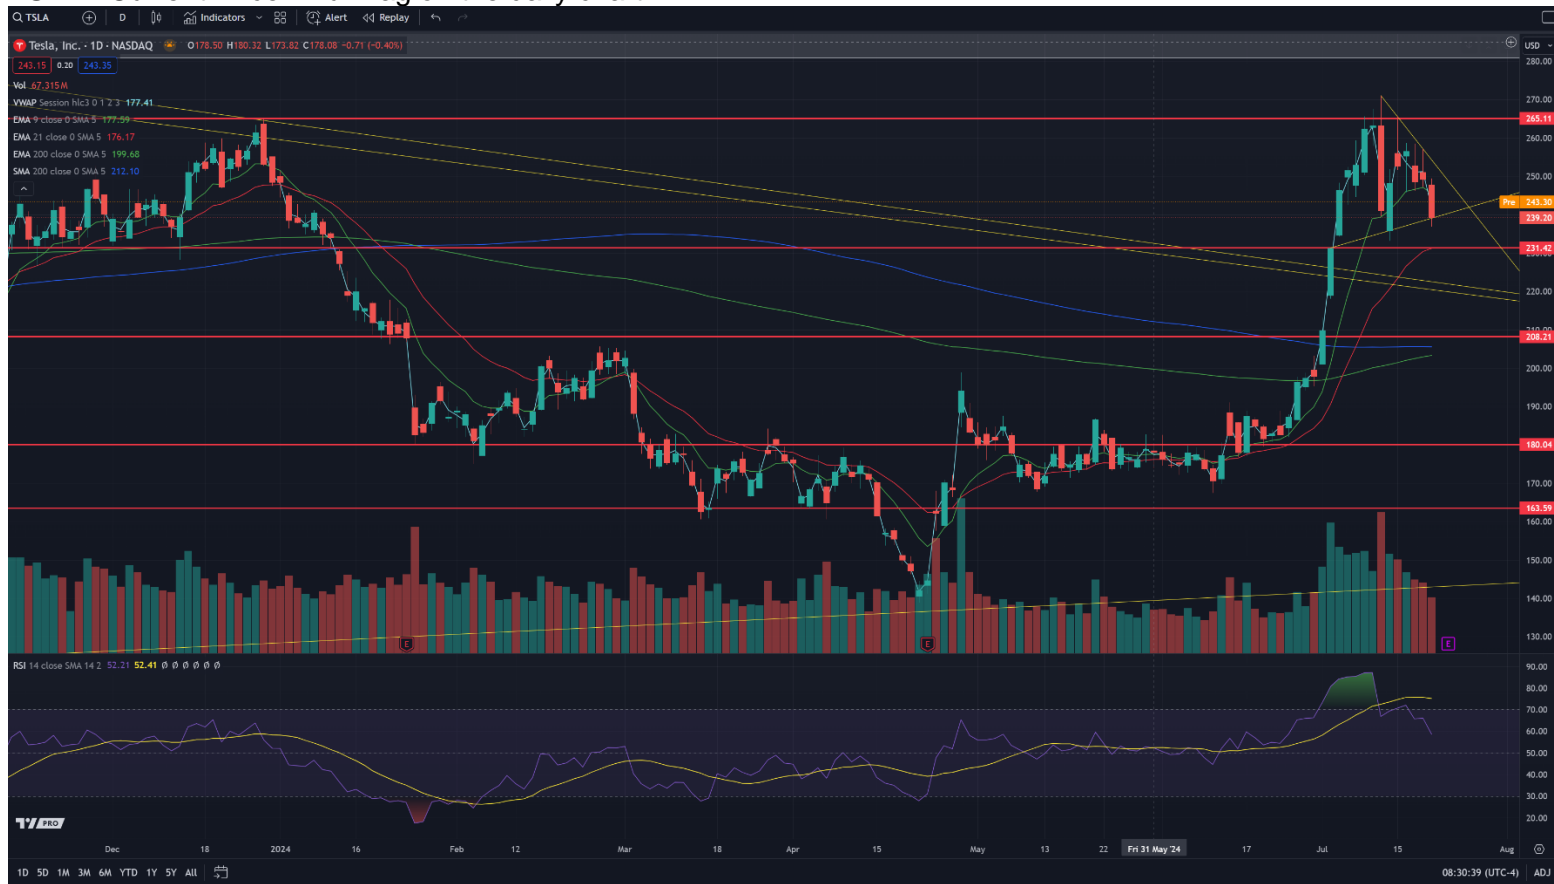 TSLA D Indicators Alert Replay
Tesla, Inc. · 1D · NASDAQ O178.50 H180.32 L173.82 C178.08 −0.71 (−0.40%)
USD
243.15 0.20 243.35
Vol 67.315M
VWAP Session hlc3 0 1 2 3 177.41
EMA 9 close 0 SMA 5 177.59
EMA 21 close 0 SMA 5 176.17
EMA 200 close 0 SMA 5 199.68
SMA 200 close 0 SMA 5 212.10
280.00
270.00
265.11
260.00
250.00
Pre 243.30
239.20
231.42
220.00
208.21
200.00
190.00
180.04
170.00
163.59
160.00
150.00
140.00
130.00
E E E
RSI 14 close SMA 14 2 52.21 52.41 Ø Ø Ø Ø Ø Ø
90.00
80.00
70.00
60.00
50.00
40.00
30.00
20.00
PRO
Dec 18 2024 16 Feb 12 Mar 18 Apr 15 May 13 22 Fri 31 May '24 17 Jul 15 Aug
1D 5D 1M 3M 6M YTD 1Y 5Y All 08:30:39 (UTC-4) ADJ